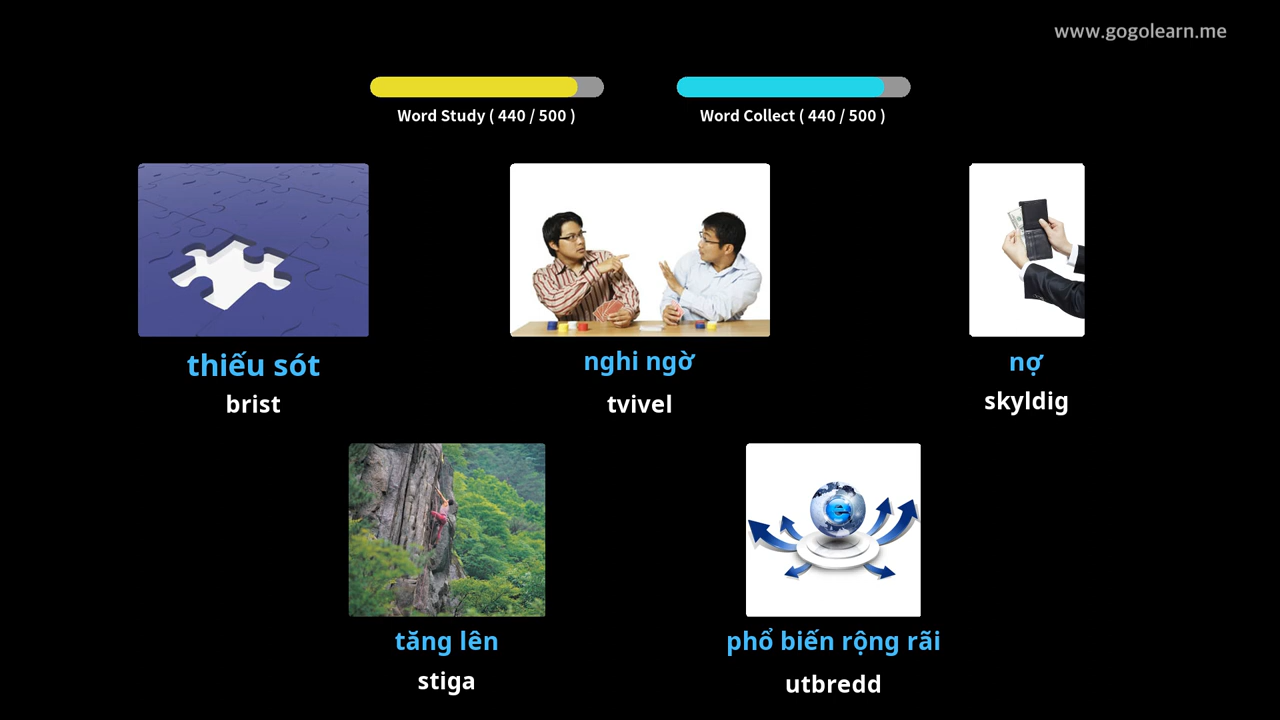 www.gogolearn.me
Word Study ( 440 / 500 )
Word Collect ( 440 / 500 )
thiếu sót
brist
nghi ngờ
tvivel
nợ
skyldig
tăng lên
stiga
e
phổ biến rộng rãi
utbredd